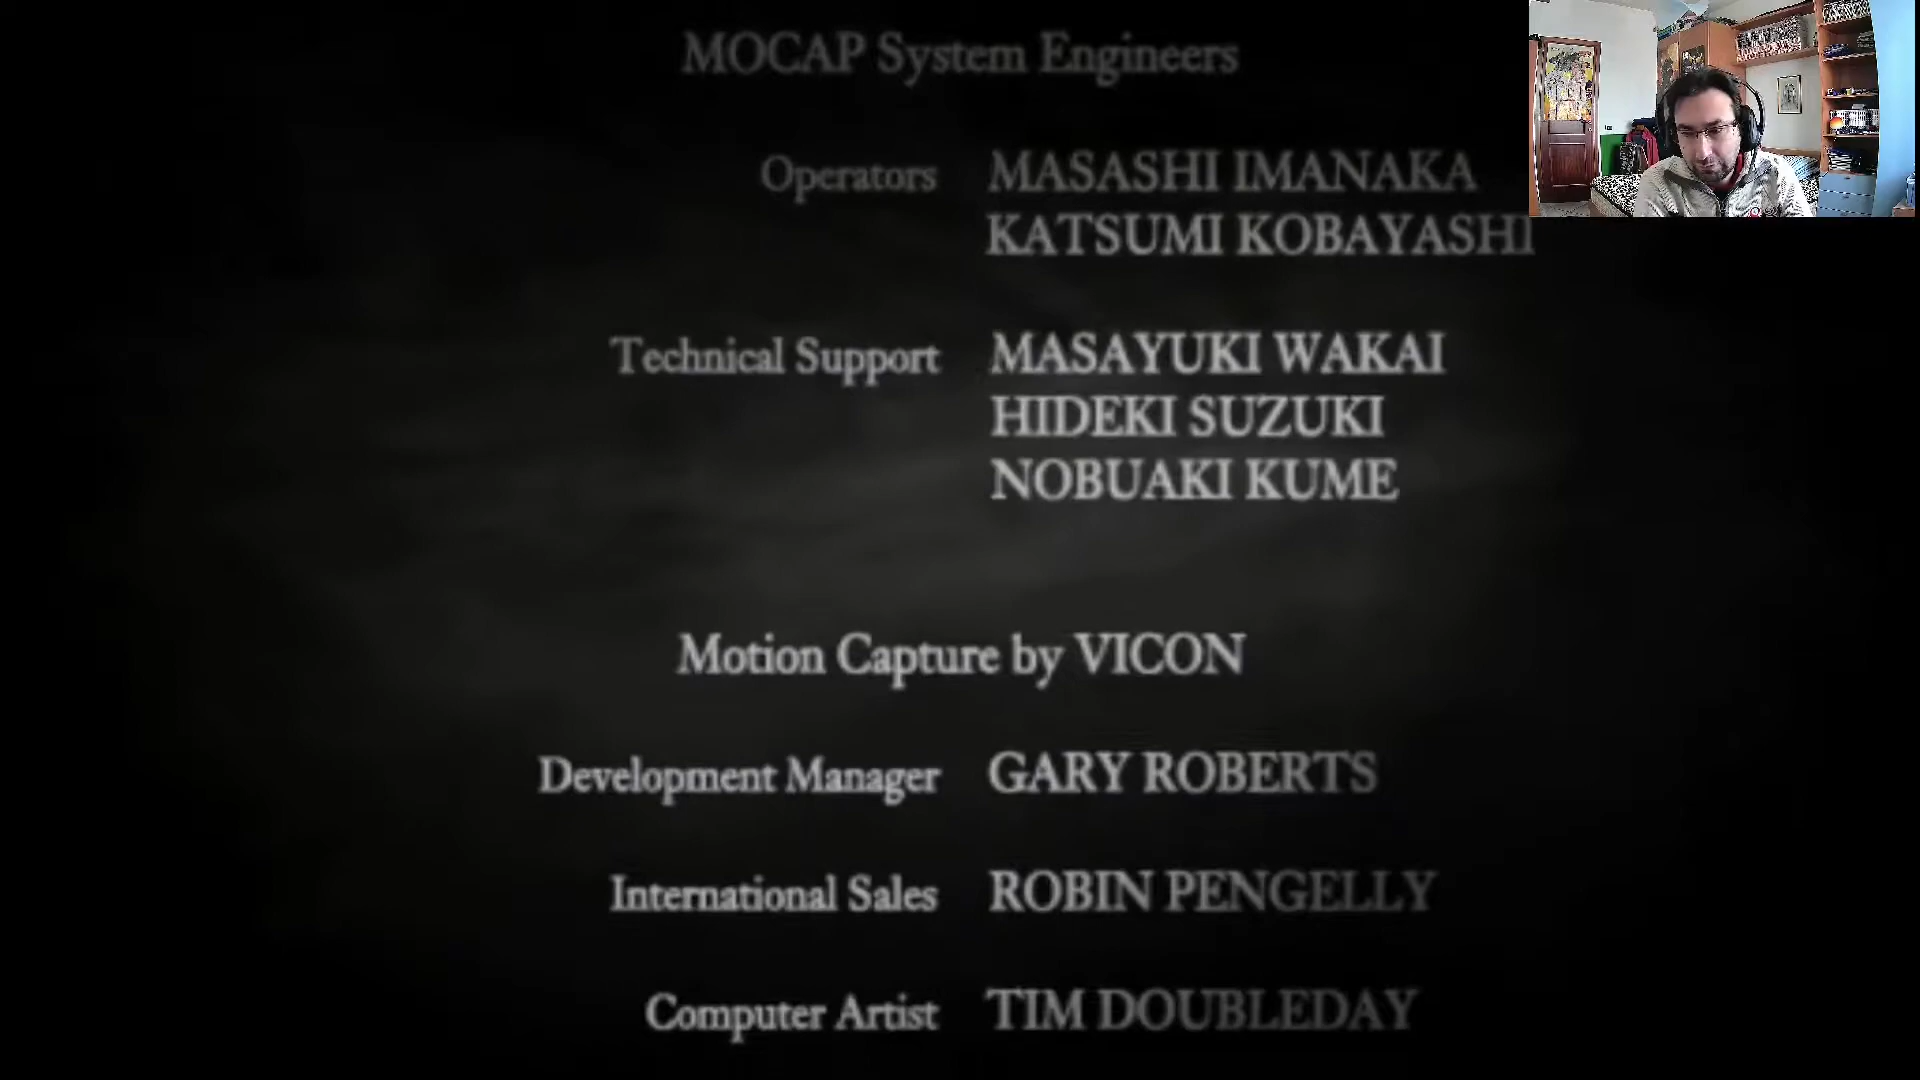 MOCAP System Engineers
Operators MASASHI IMANAKA
KATSUMI KOBAYASHI
Technical Support MASAYUKI WAKAI
HIDEKI SUZUKI
NOBUAKI KUME
Motion Capture by VICON
Development Manager GARY ROBERTS
International Sales ROBIN PENGELLY
Computer Artist TIM DOUBLEDAY